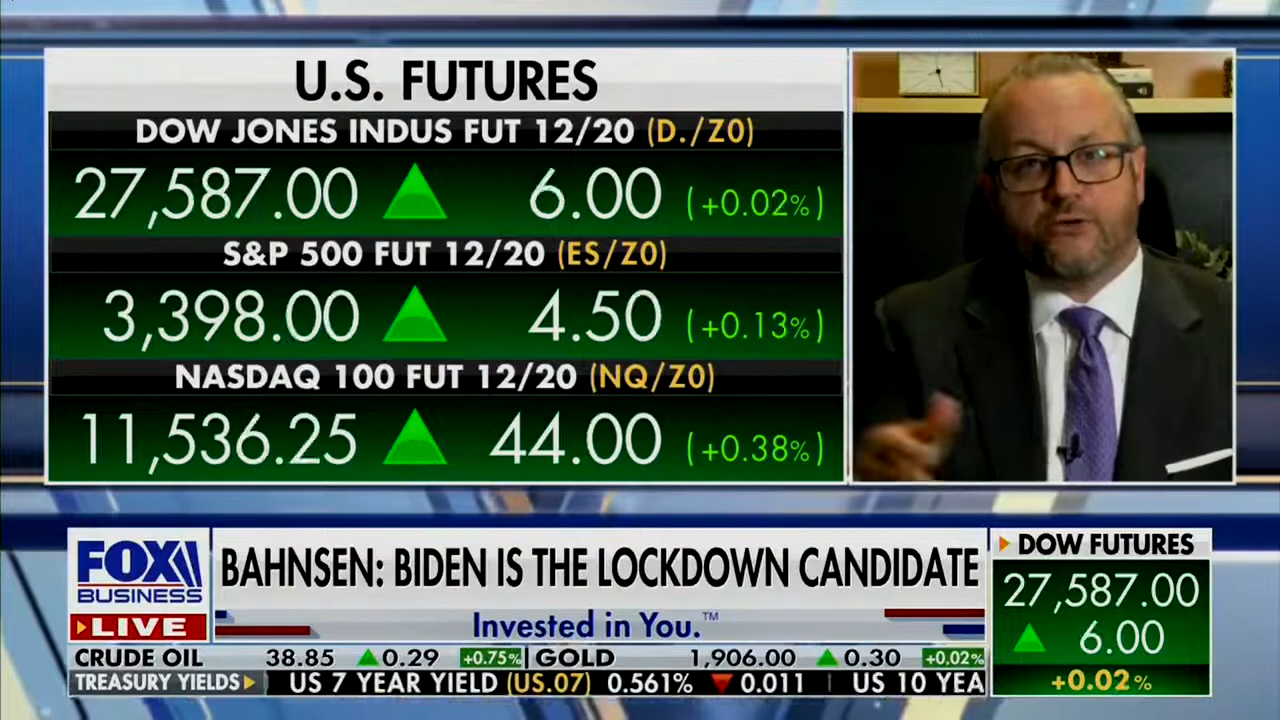 U.S. FUTURES
DOW JONES INDUS FUT 12/20 (D./Z0)
27,587.00 ▲ 6.00 (+0.02%)
S&P 500 FUT 12/20 (ES/Z0)
3,398.00 ▲ 4.50 (+0.13%)
NASDAQ 100 FUT 12/20 (NQ/Z0)
11,536.25 ▲ 44.00 (+0.38%)
FOX BUSINESS
LIVE
BAHNSEN: BIDEN IS THE LOCKDOWN CANDIDATE
Invested in You.™
DOW FUTURES
27,587.00
▲ 6.00
+0.02%
CRUDE OIL 38.85 ▲ 0.29 +0.75% GOLD 1,906.00 ▲ 0.30 +0.02%
TREASURY YIELDS US 7 YEAR YIELD (US.07) 0.561% ▼ 0.011 US 10 YEA